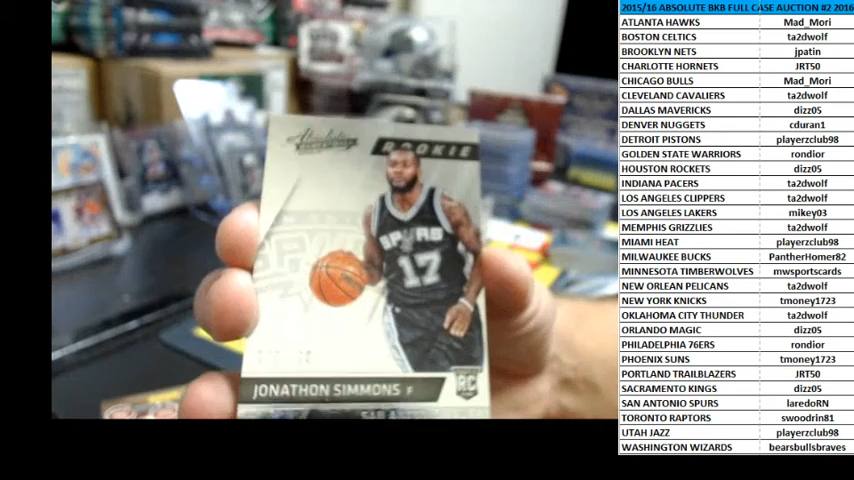 Absolute
ROOKIE
SPURS
17
JONATHON SIMMONS F
RC
2015/16 ABSOLUTE BKB FULL CASE AUCTION #2 2016
ATLANTA HAWKS Mad_Mori
BOSTON CELTICS ta2dwolf
BROOKLYN NETS jpatin
CHARLOTTE HORNETS JRT50
CHICAGO BULLS Mad_Mori
CLEVELAND CAVALIERS ta2dwolf
DALLAS MAVERICKS dizz05
DENVER NUGGETS cduran1
DETROIT PISTONS playerzclub98
GOLDEN STATE WARRIORS rondior
HOUSTON ROCKETS dizz05
INDIANA PACERS ta2dwolf
LOS ANGELES CLIPPERS ta2dwolf
LOS ANGELES LAKERS mikey03
MEMPHIS GRIZZLIES ta2dwolf
MIAMI HEAT playerzclub98
MILWAUKEE BUCKS PantherHomer82
MINNESOTA TIMBERWOLVES mwsportscards
NEW ORLEAN PELICANS ta2dwolf
NEW YORK KNICKS tmoney1723
OKLAHOMA CITY THUNDER ta2dwolf
ORLANDO MAGIC dizz05
PHILADELPHIA 76ERS rondior
PHOENIX SUNS tmoney1723
PORTLAND TRAILBLAZERS JRT50
SACRAMENTO KINGS dizz05
SAN ANTONIO SPURS laredoRN
TORONTO RAPTORS swoodrin81
UTAH JAZZ playerzclub98
WASHINGTON WIZARDS bearsbullsbraves